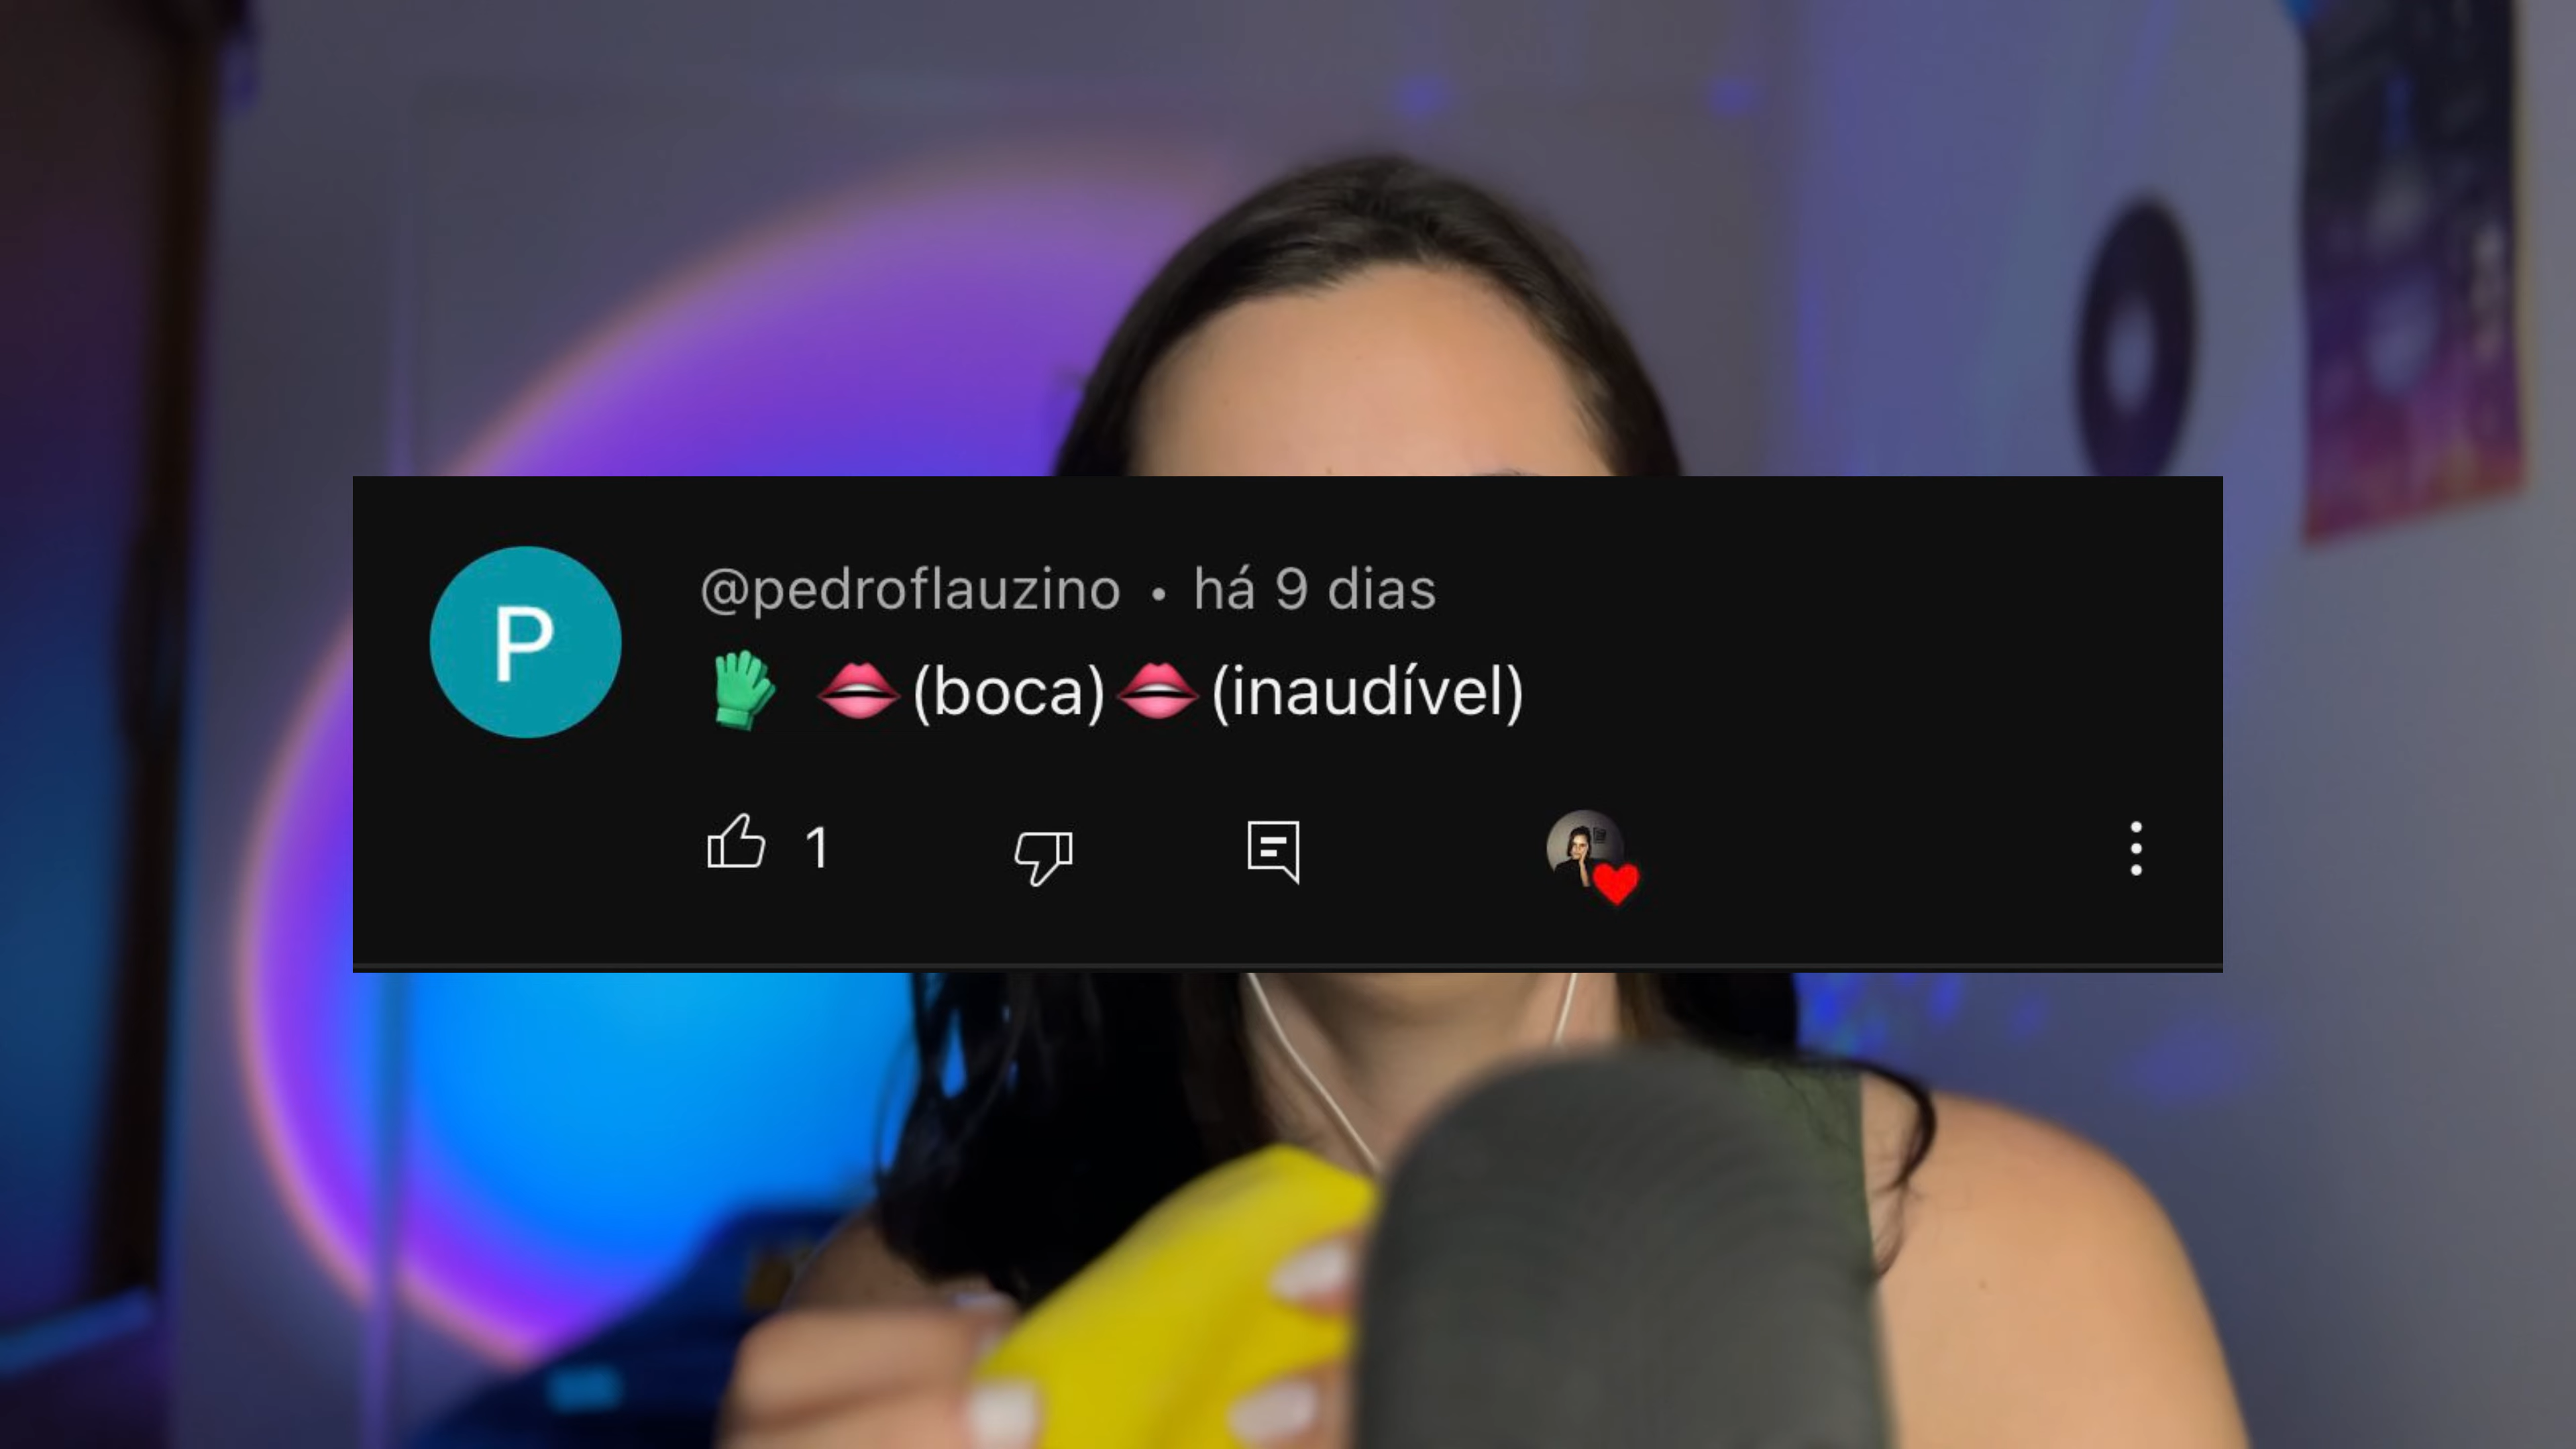 P
@pedroflauzino • há 9 dias
🧤 👄(boca)👄(inaudível)
1